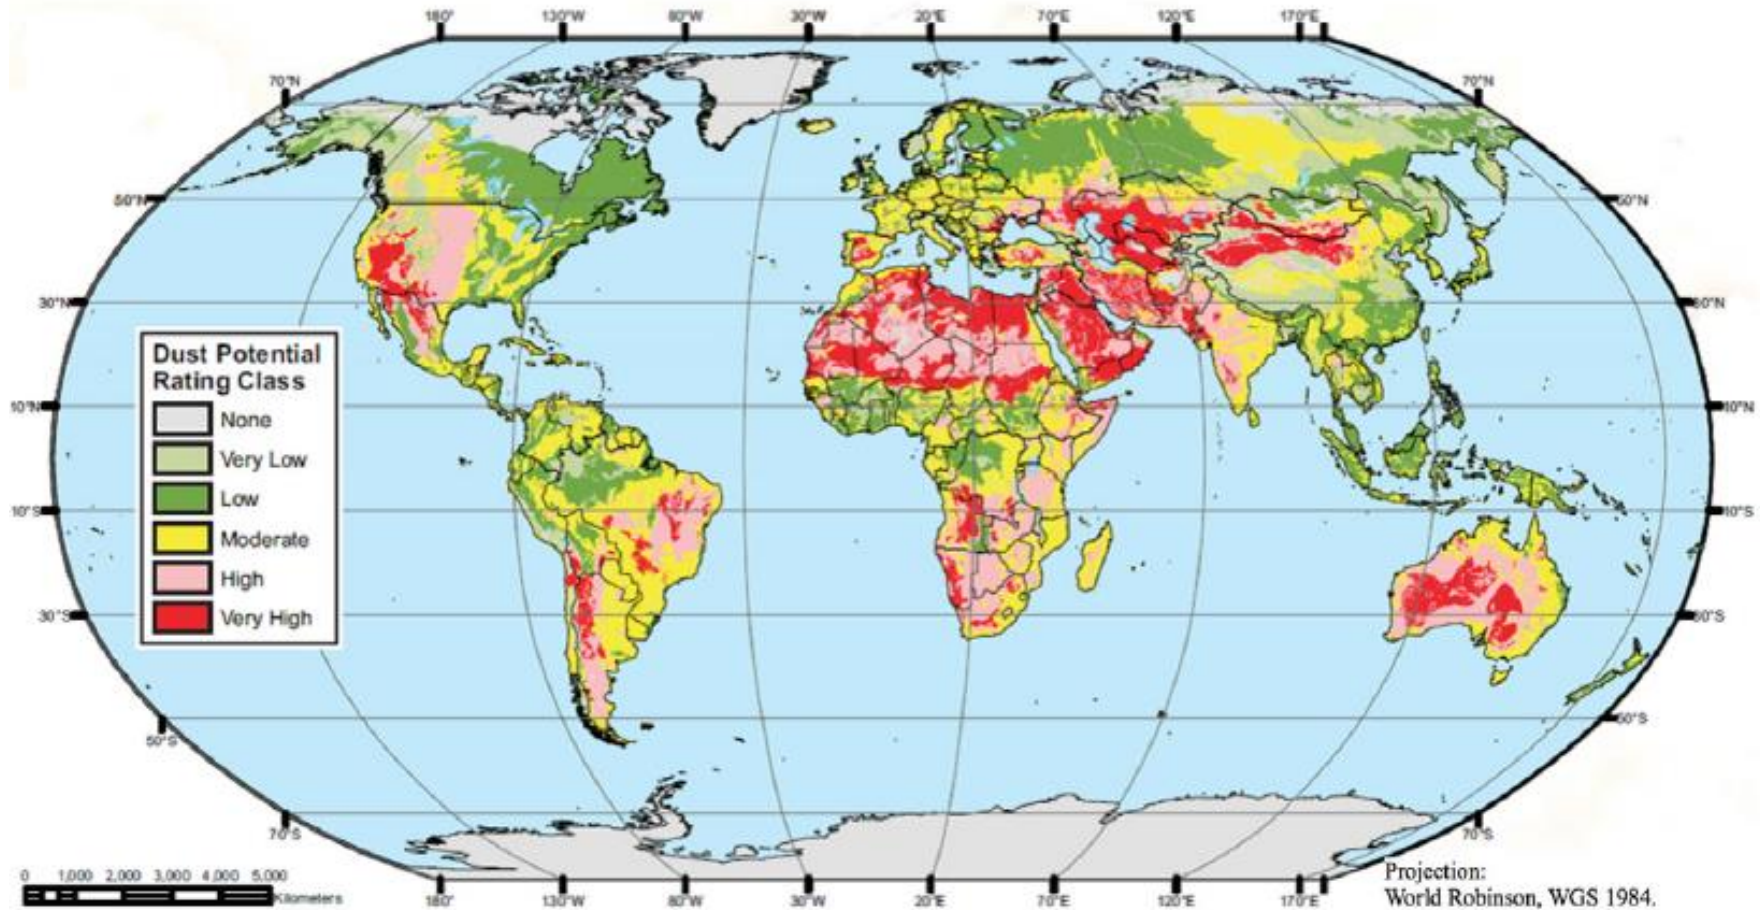 180° 130°W 80°W 30°W 20°E 70°E 120°E 170°E
70°N 70°N
50°N 50°N
30°N 30°N
10°N 10°N
10°S 10°S
30°S 30°S
50°S 50°S
70°S 70°S
Dust Potential
Rating Class
None
Very Low
Low
Moderate
High
Very High
0 1,000 2,000 3,000 4,000 5,000
Kilometers
180° 130°W 80°W 30°W 20°E 70°E 120°E 170°E
Projection:
World Robinson, WGS 1984.